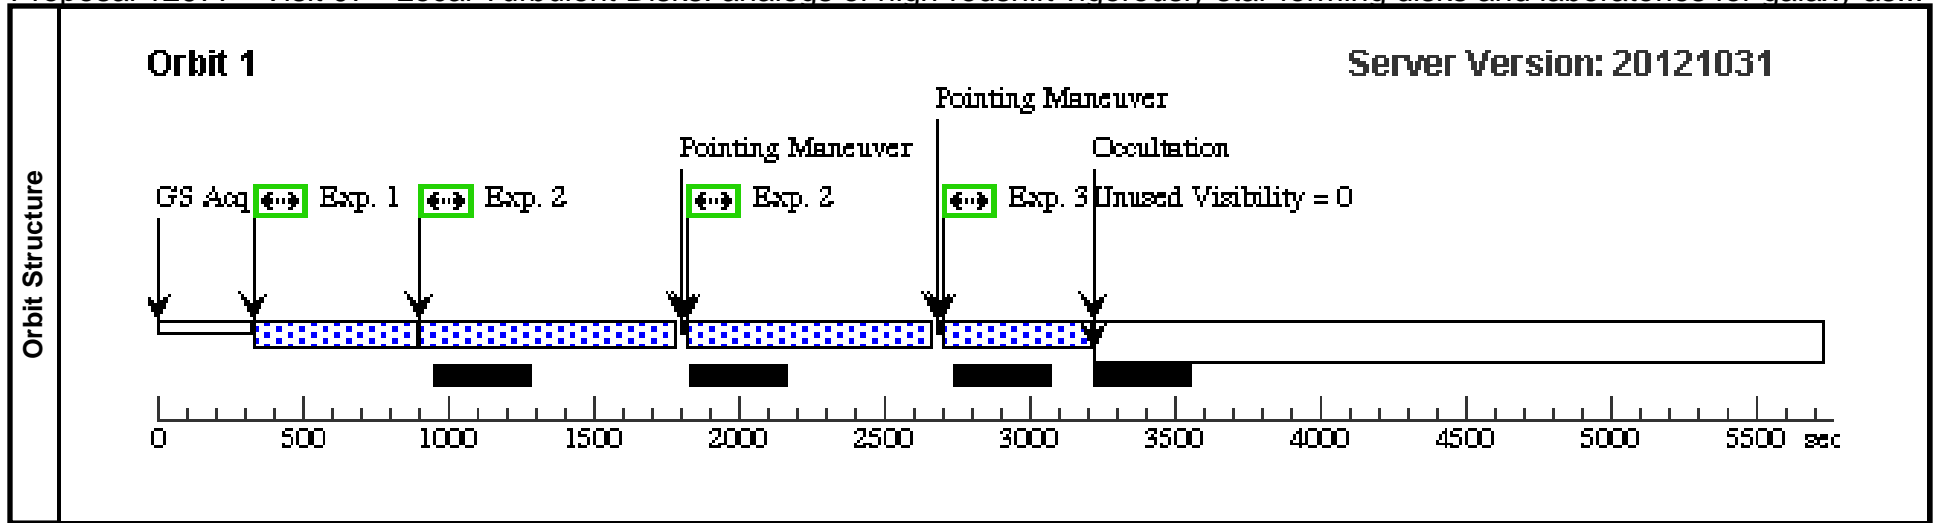 Orbit 1
Server Version: 20121031
Pointing Maneuver
Pointing Maneuver
Occultation
GS Acq
Exp. 1
Exp. 2
Exp. 2
Exp. 3
Unused Visibility = 0
Orbit Structure
0 500 1000 1500 2000 2500 3000 3500 4000 4500 5000 5500 sec